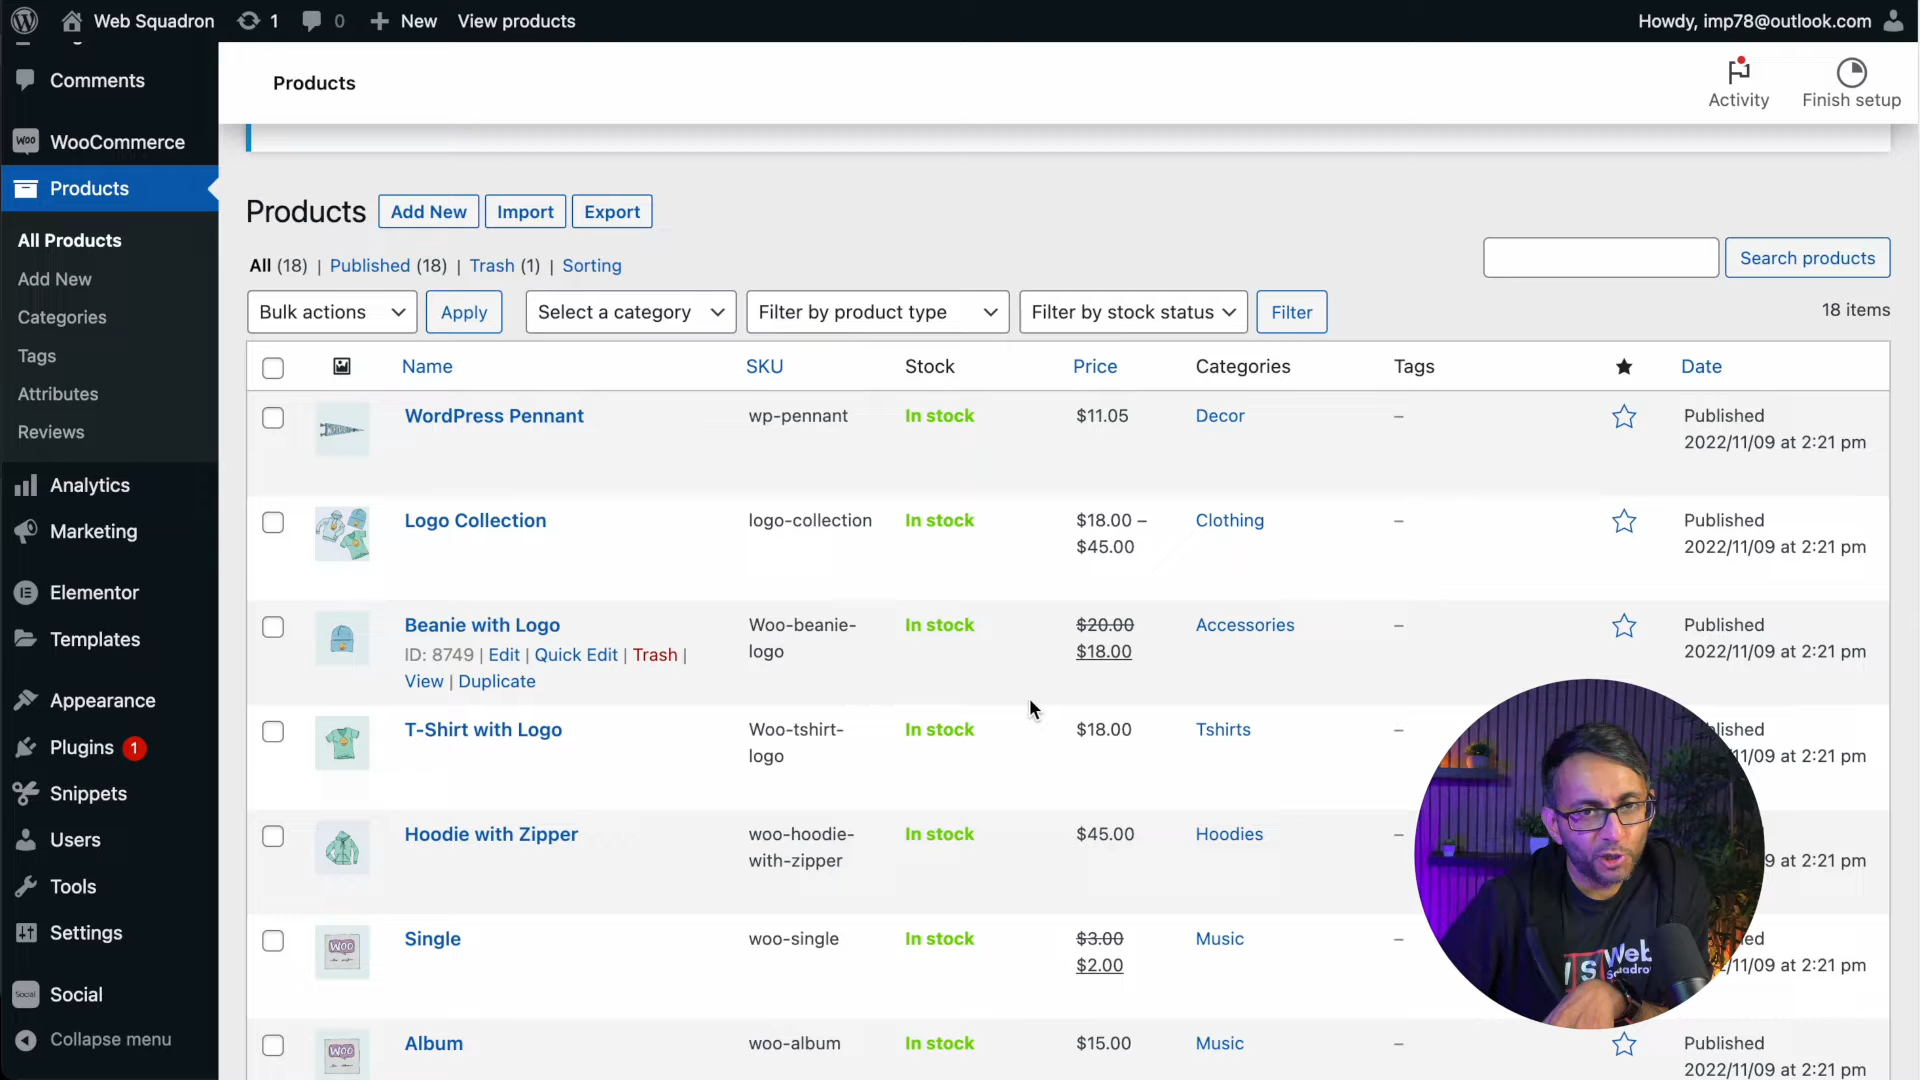 Web Squadron 1 0 New View products Howdy, imp78@outlook.com
Comments
WooCommerce
Products
All Products
Add New
Categories
Tags
Attributes
Reviews
Analytics
Marketing
Elementor
Templates
Appearance
Plugins 1
Snippets
Users
Tools
Settings
Social
Collapse menu
Products
Activity
Finish setup
Products Add New Import Export
All (18) | Published (18) | Trash (1) | Sorting
Search products
Bulk actions Apply Select a category Filter by product type Filter by stock status Filter
18 items
Name SKU Stock Price Categories Tags Date
WordPress Pennant wp-pennant In stock $11.05 Decor – Published
2022/11/09 at 2:21 pm
Logo Collection logo-collection In stock $18.00 – Clothing – Published
$45.00 2022/11/09 at 2:21 pm
Beanie with Logo Woo-beanie- In stock $20.00 Accessories – Published
ID: 8749 | Edit | Quick Edit | Trash | logo $18.00 2022/11/09 at 2:21 pm
View | Duplicate
T-Shirt with Logo Woo-tshirt- In stock $18.00 Tshirts –
logo at 2:21 pm
Hoodie with Zipper woo-hoodie- In stock $45.00 Hoodies –
with-zipper at 2:21 pm
Single woo-single In stock $3.00 Music –
$2.00 at 2:21 pm
Album woo-album In stock $15.00 Music – Published
2022/11/09 at 2:21 pm